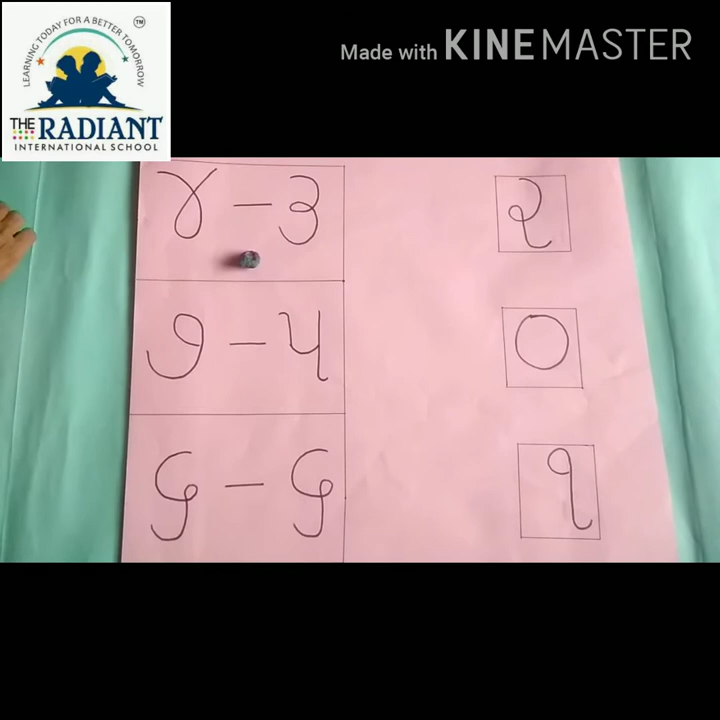 LEARNING TODAY FOR A BETTER TOMORROW
TM
THE RADIANT
INTERNATIONAL SCHOOL
Made with KINEMASTER
૪ – ૩
૨
૭ – ૫
૦
૬ – ૬
૧